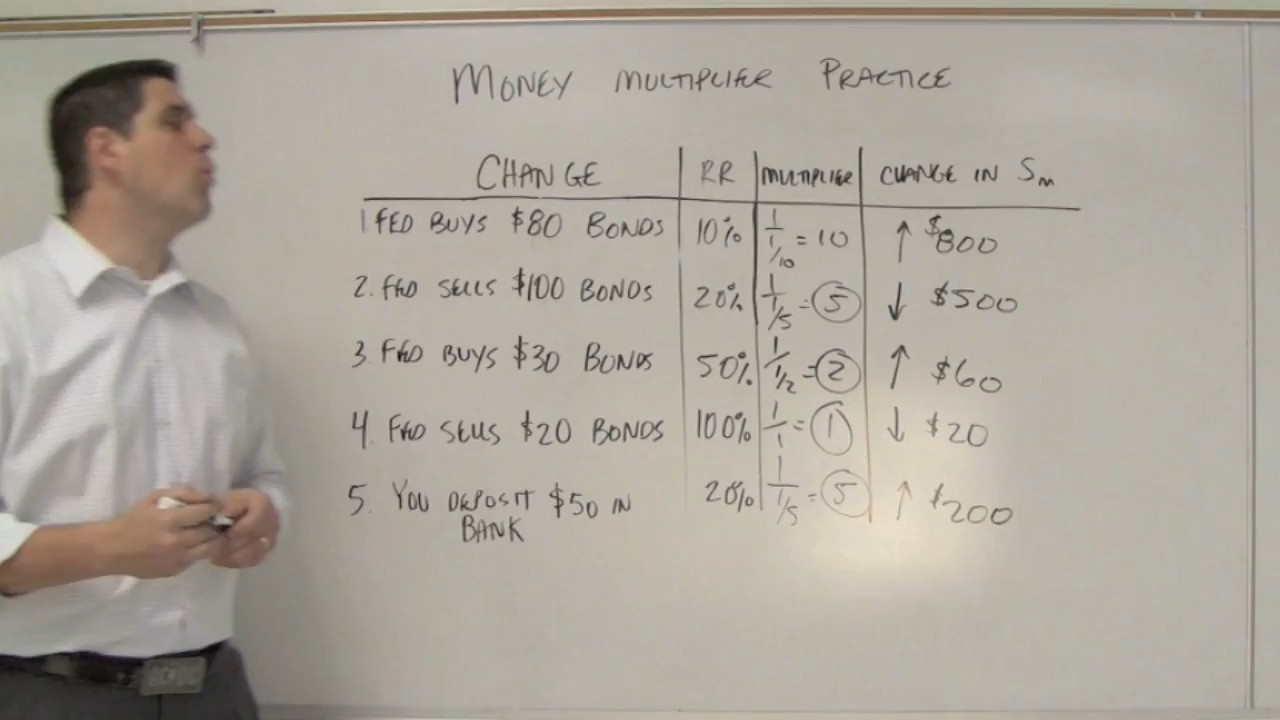 MONEY MULTIPLIER PRACTICE
CHANGE RR MULTIPLIER CHANGE IN Sm
1 FED BUYS $80 BONDS 10% 1/1/10 = 10 ↑ $800
2. FED SELLS $100 BONDS 20% 1/1/5 = 5 ↓ $500
3 FED BUYS $30 BONDS 50% 1/1/2 = 2 ↑ $60
4. FED SELLS $20 BONDS 100% 1/1 = 1 ↓ $20
5. YOU DEPOSIT $50 IN 20% 1/1/5 = 5 ↑ $200
BANK